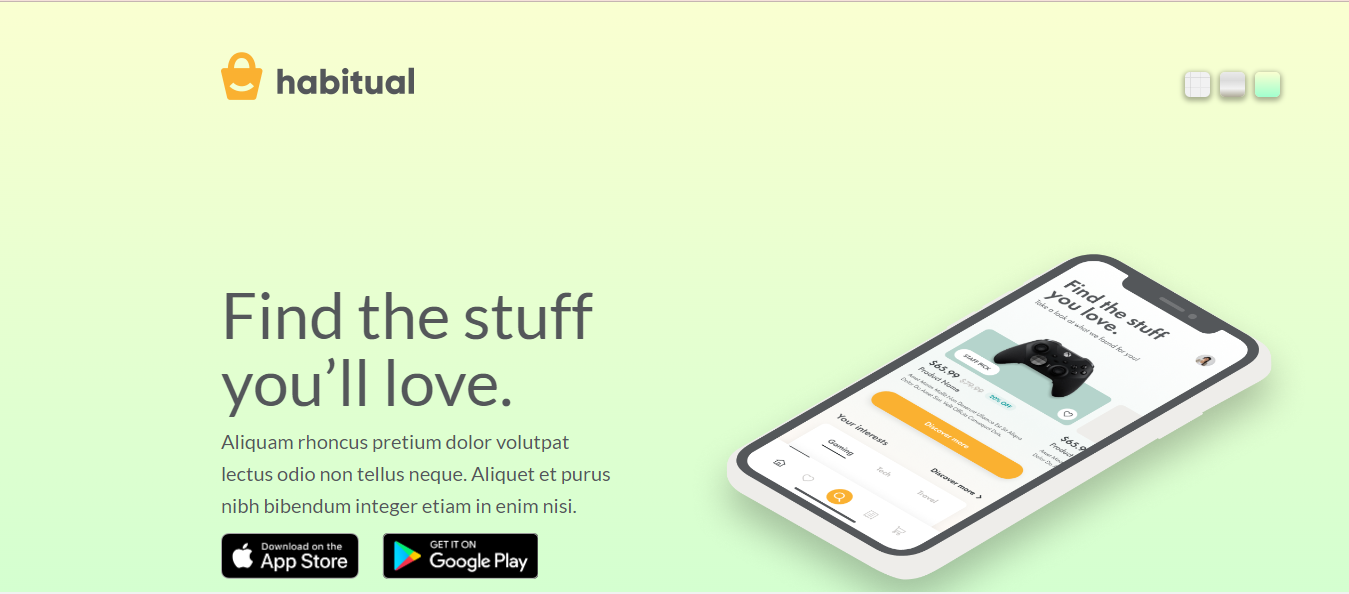 habitual
Find the stuff
you’ll love.
Aliquam rhoncus pretium dolor volutpat
lectus odio non tellus neque. Aliquet et purus
nibh bibendum integer etiam in enim nisi.
Download on the
App Store
GET IT ON
Google Play
Find the stuff
you love.
Take a look at what we found for you!
STAFF PICK
$65.99 $79.99 20% OFF
Product Name
Discover more
$65.9
Product
Your interests
Discover more
Gaming
Tech
Travel